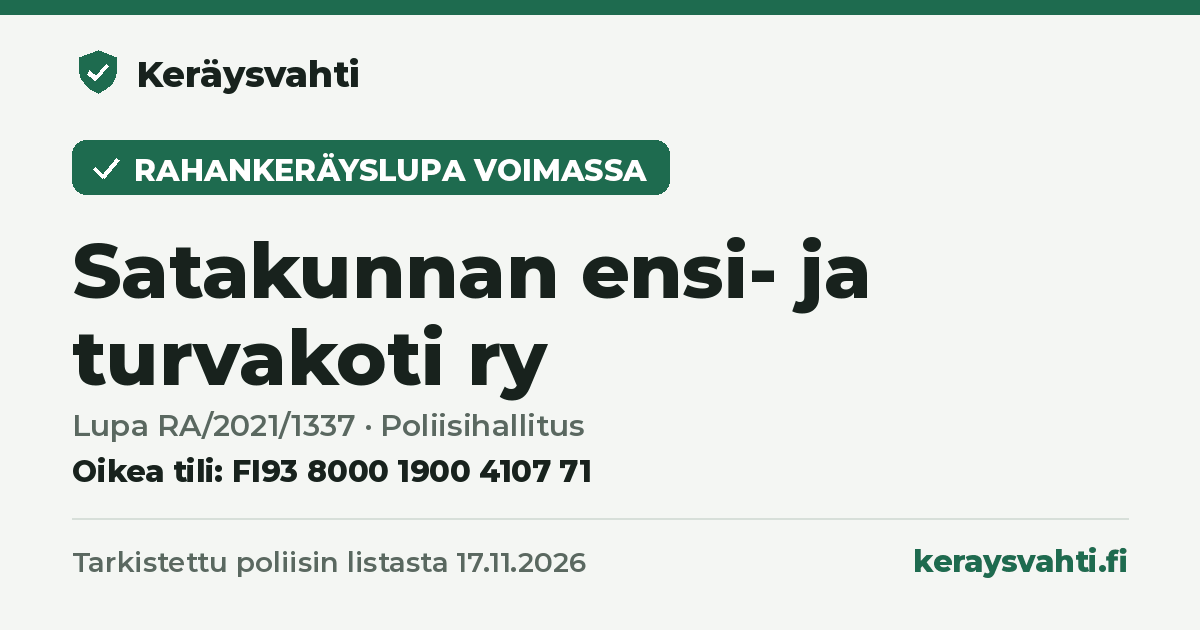 Keräysvahti
RAHANKERÄYSLUPA VOIMASSA
Satakunnan ensi- ja
turvakoti ry
Lupa RA/2021/1337 · Poliisihallitus
Oikea tili: FI93 8000 1900 4107 71
Tarkistettu poliisin listasta 17.11.2026
keraysvahti.fi